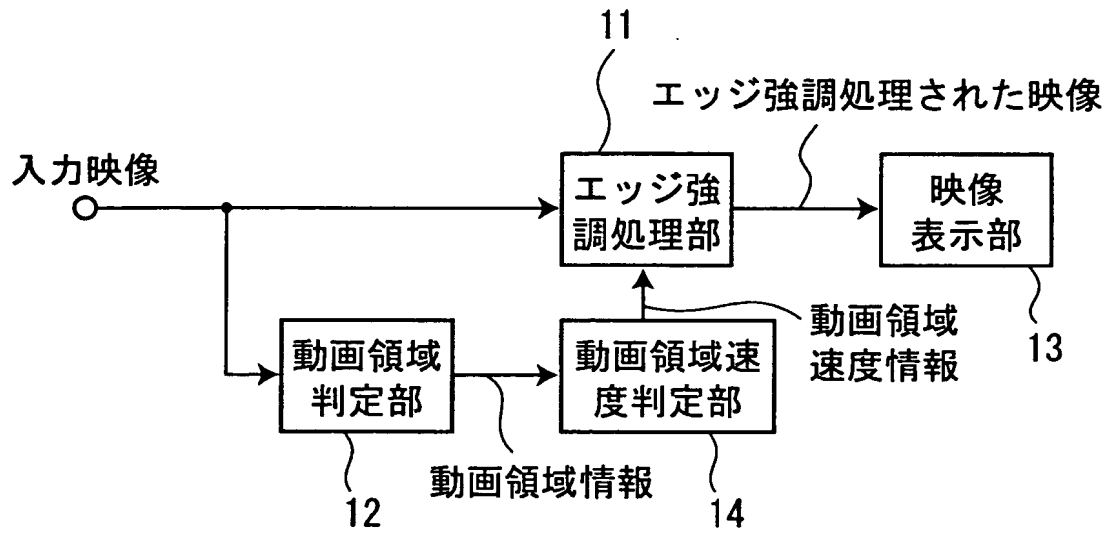 11
エッジ強調処理された映像
入力映像
エッジ強
調処理部
映像
表示部
動画領域
速度情報
13
動画領域
判定部
動画領域速
度判定部
動画領域情報
12
14